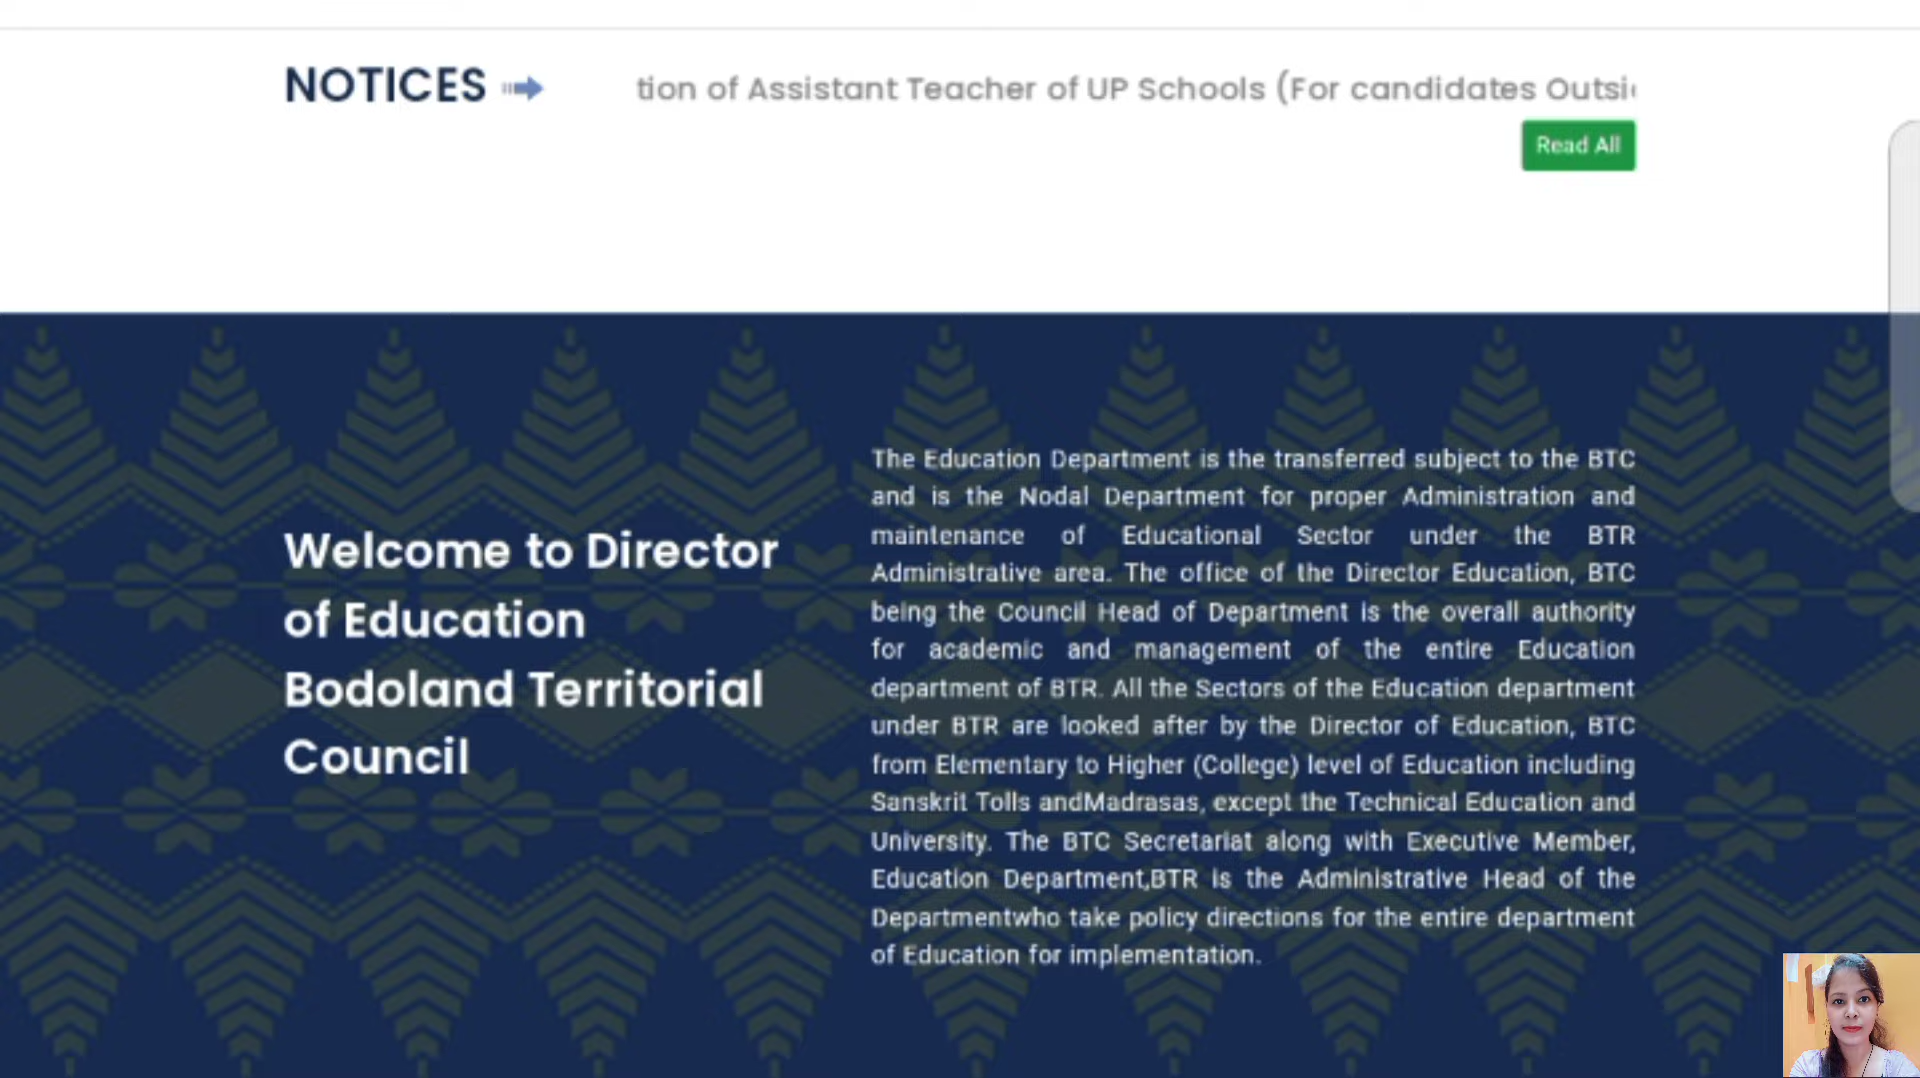 NOTICES
tion of Assistant Teacher of UP Schools (For candidates Outsi
Read All
Welcome to Director
of Education
Bodoland Territorial
Council
The Education Department is the transferred subject to the BTC
and is the Nodal Department for proper Administration and
maintenance of Educational Sector under the BTR
Administrative area. The office of the Director Education, BTC
being the Council Head of Department is the overall authority
for academic and management of the entire Education
department of BTR. All the Sectors of the Education department
under BTR are looked after by the Director of Education, BTC
from Elementary to Higher (College) level of Education including
Sanskrit Tolls andMadrasas, except the Technical Education and
University. The BTC Secretariat along with Executive Member,
Education Department,BTR is the Administrative Head of the
Departmentwho take policy directions for the entire department
of Education for implementation.